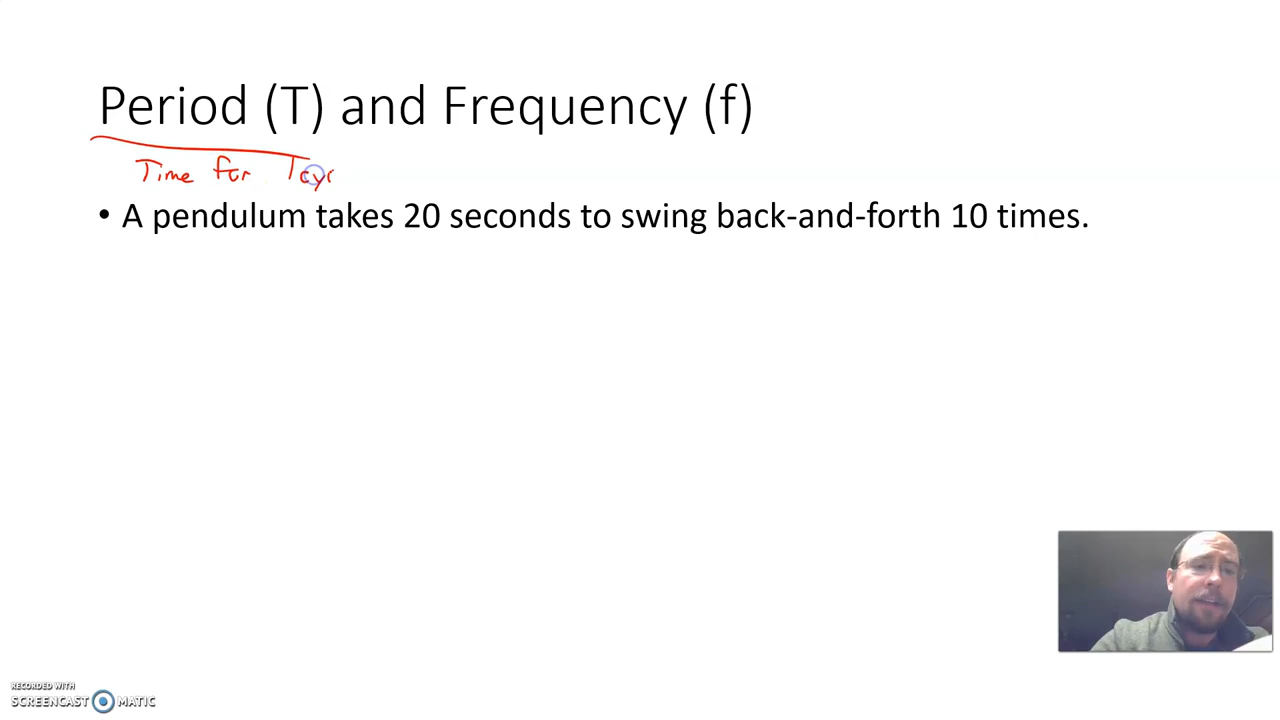 Period (T) and Frequency (f)
Time for 1 cyc
• A pendulum takes 20 seconds to swing back-and-forth 10 times.
RECORDED WITH
SCREENCAST MATIC